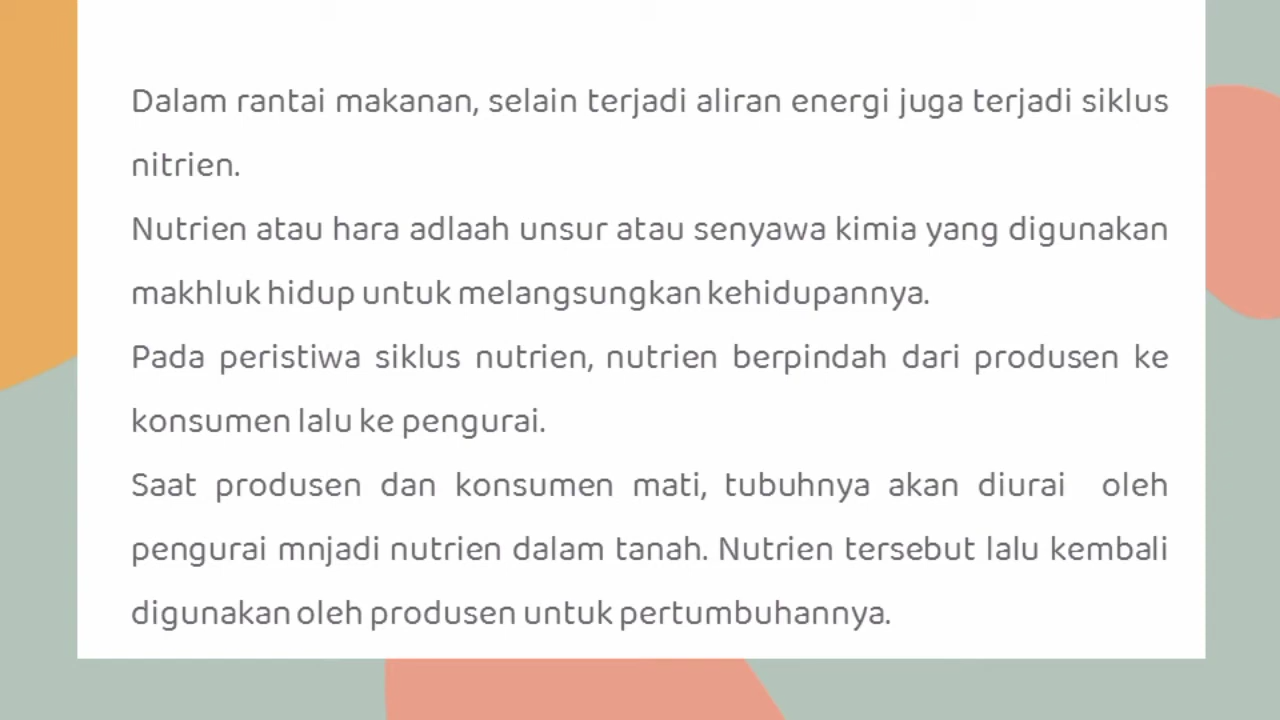 Dalam rantai makanan, selain terjadi aliran energi juga terjadi siklus
nitrien.
Nutrien atau hara adlaah unsur atau senyawa kimia yang digunakan
makhluk hidup untuk melangsungkan kehidupannya.
Pada peristiwa siklus nutrien, nutrien berpindah dari produsen ke
konsumen lalu ke pengurai.
Saat produsen dan konsumen mati, tubuhnya akan diurai oleh
pengurai mnjadi nutrien dalam tanah. Nutrien tersebut lalu kembali
digunakan oleh produsen untuk pertumbuhannya.